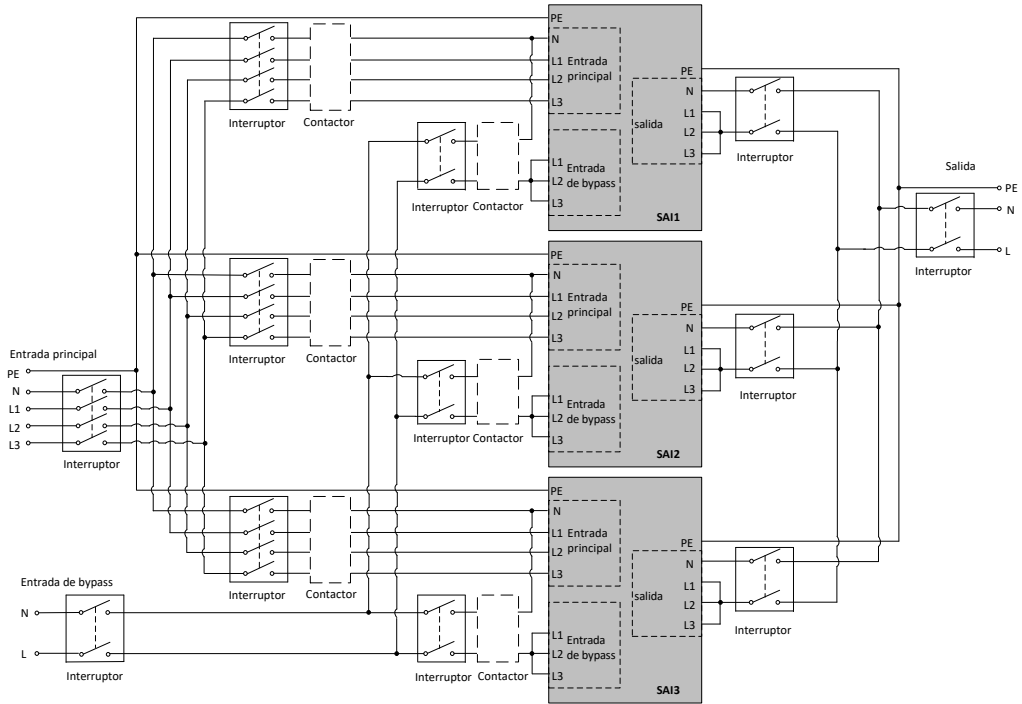 PE
N
L1
Entrada
principal
L2
L3
Interruptor
Contactor
PE
N
L1
salida
L2
L3
Interruptor
L1
Entrada
L2
de bypass
L3
Interruptor
Contactor
SAI1
Salida
PE
N
L
Interruptor
PE
N
L1
Entrada
principal
L2
L3
Interruptor
Contactor
PE
N
L1
salida
L2
L3
Interruptor
L1
Entrada
L2
de bypass
L3
Interruptor
Contactor
SAI2
Entrada principal
PE
N
L1
L2
L3
Interruptor
PE
N
L1
Entrada
principal
L2
L3
Interruptor
Contactor
PE
N
L1
salida
L2
L3
Interruptor
L1
Entrada
L2
de bypass
L3
Interruptor
Contactor
SAI3
Entrada de bypass
N
L
Interruptor